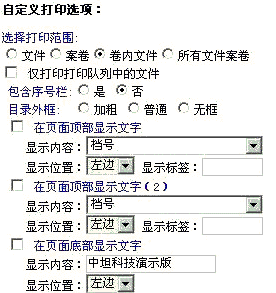 自定义打印选项：
选择打印范围:
文件 案卷 卷内文件 所有文件案卷
仅打印打印队列中的文件
包含序号栏: 是 否
目录外框: 加粗 普通 无框
在页面顶部显示文字
显示内容：档号
显示位置：左边 显示标签：
在页面顶部显示文字（2）
显示内容：档号
显示位置：左边 显示标签：
在页面底部显示文字
显示内容：中坦科技演示版
显示位置：左边